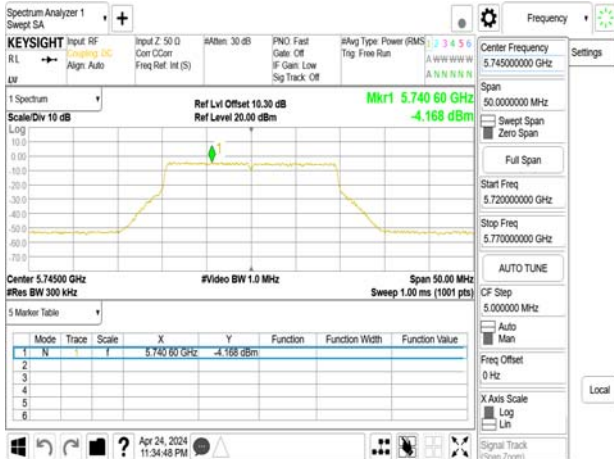 Spectrum Analyzer 1
Swept SA
Frequency
KEYSIGHT
RL
Input: RF
Coupling: DC
Align: Auto
Input Z: 50 Ω
Corr CCorr
Freq Ref: Int (S)
#Atten: 30 dB
PNO: Fast
Gate: Off
IF Gain: Low
Sig Track: Off
#Avg Type: Power (RMS
Trig: Free Run
1 2 3 4 5 6
A W W W W W
A N N N N N
Center Frequency
5.745000000 GHz
Settings
Span
50.0000000 MHz
Swept Span
Zero Span
Full Span
Start Freq
5.720000000 GHz
Stop Freq
5.770000000 GHz
AUTO TUNE
CF Step
5.000000 MHz
Auto
Man
Freq Offset
0 Hz
X Axis Scale
Log
Lin
Local
Signal Track
(Span Zoom)
1 Spectrum
Scale/Div 10 dB
Ref Lvl Offset 10.30 dB
Ref Level 20.00 dBm
Mkr1 5.740 60 GHz
-4.168 dBm
Log
10.0
0.00
-10.0
-20.0
-30.0
-40.0
-50.0
-60.0
-70.0
1
Center 5.74500 GHz
#Res BW 300 kHz
#Video BW 1.0 MHz
Span 50.00 MHz
Sweep 1.00 ms (1001 pts)
5 Marker Table
Mode Trace Scale X Y Function Function Width Function Value
1 N 1 f 5.740 60 GHz -4.168 dBm
2
3
4
5
6
Apr 24, 2024
11:34:48 PM